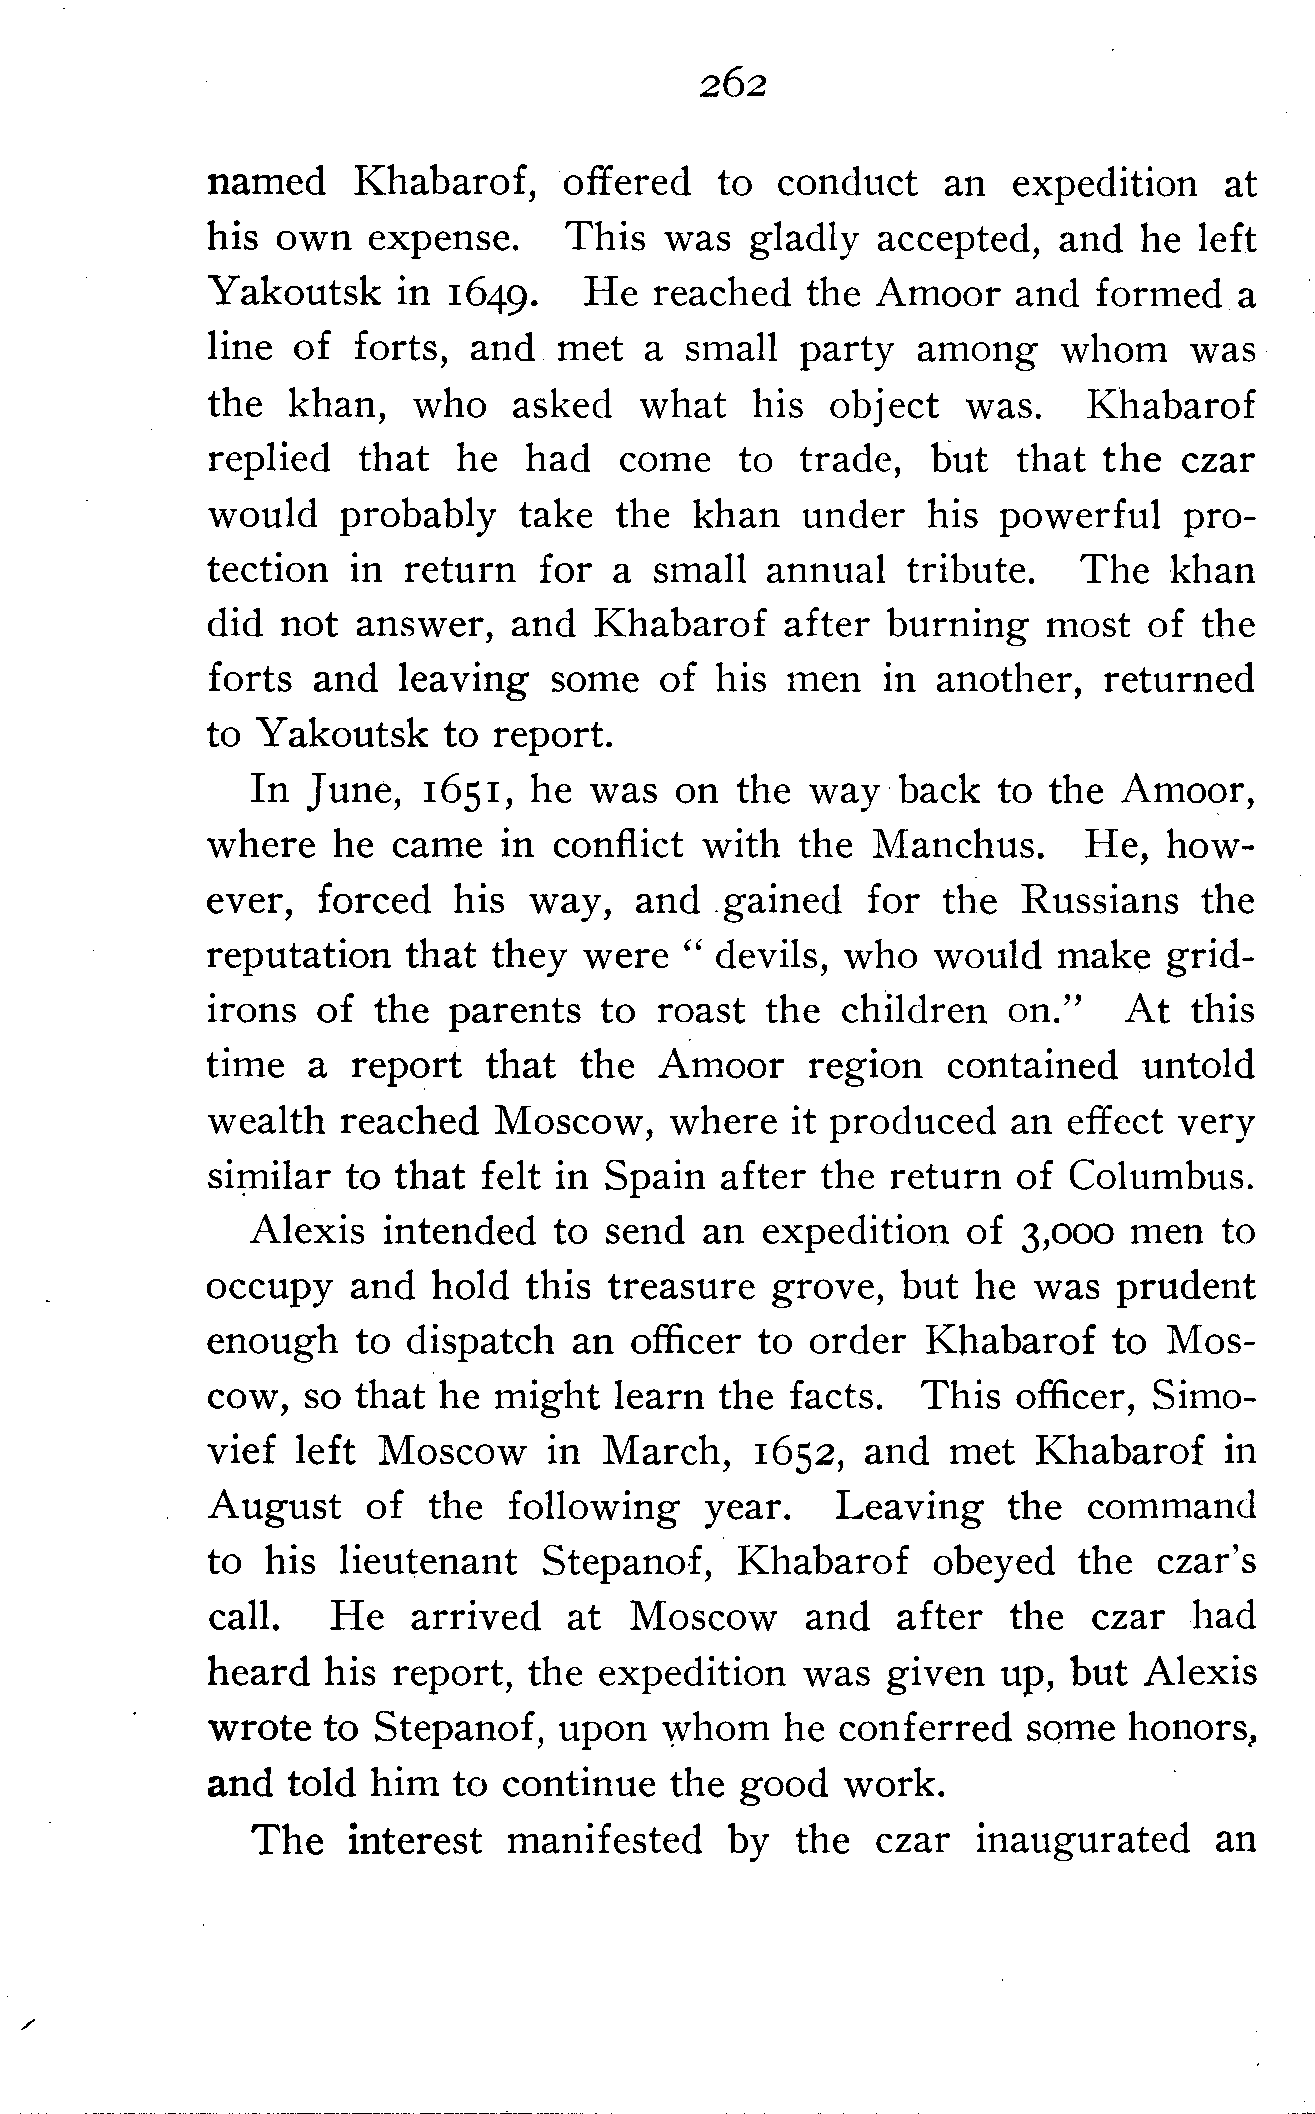 262
named Khabarof, offered to conduct an expedition at
his own expense. This was gladly accepted, and he left
Yakoutsk in 1649. He reached the Amoor and formed a
line of forts, and met a small party among whom was
the khan, who asked what his object was. Khabarof
replied that he had come to trade, but that the czar
would probably take the khan under his powerful pro-
tection in return for a small annual tribute. The khan
did not answer, and Khabarof after burning most of the
forts and leaving some of his men in another, returned
to Yakoutsk to report.
In June, 1651, he was on the way back to the Amoor,
where he came in conflict with the Manchus. He, how-
ever, forced his way, and gained for the Russians the
reputation that they were “ devils, who would make grid-
irons of the parents to roast the children on.” At this
time a report that the Amoor region contained untold
wealth reached Moscow, where it produced an effect very
similar to that felt in Spain after the return of Columbus.
Alexis intended to send an expedition of 3,000 men to
occupy and hold this treasure grove, but he was prudent
enough to dispatch an officer to order Khabarof to Mos-
cow, so that he might learn the facts. This officer, Simo-
vief left Moscow in March, 1652, and met Khabarof in
August of the following year. Leaving the command
to his lieutenant Stepanof, Khabarof obeyed the czar's
call. He arrived at Moscow and after the czar had
heard his report, the expedition was given up, but Alexis
wrote to Stepanof, upon whom he conferred some honors,
and told him to continue the good work.
The interest manifested by the czar inaugurated an